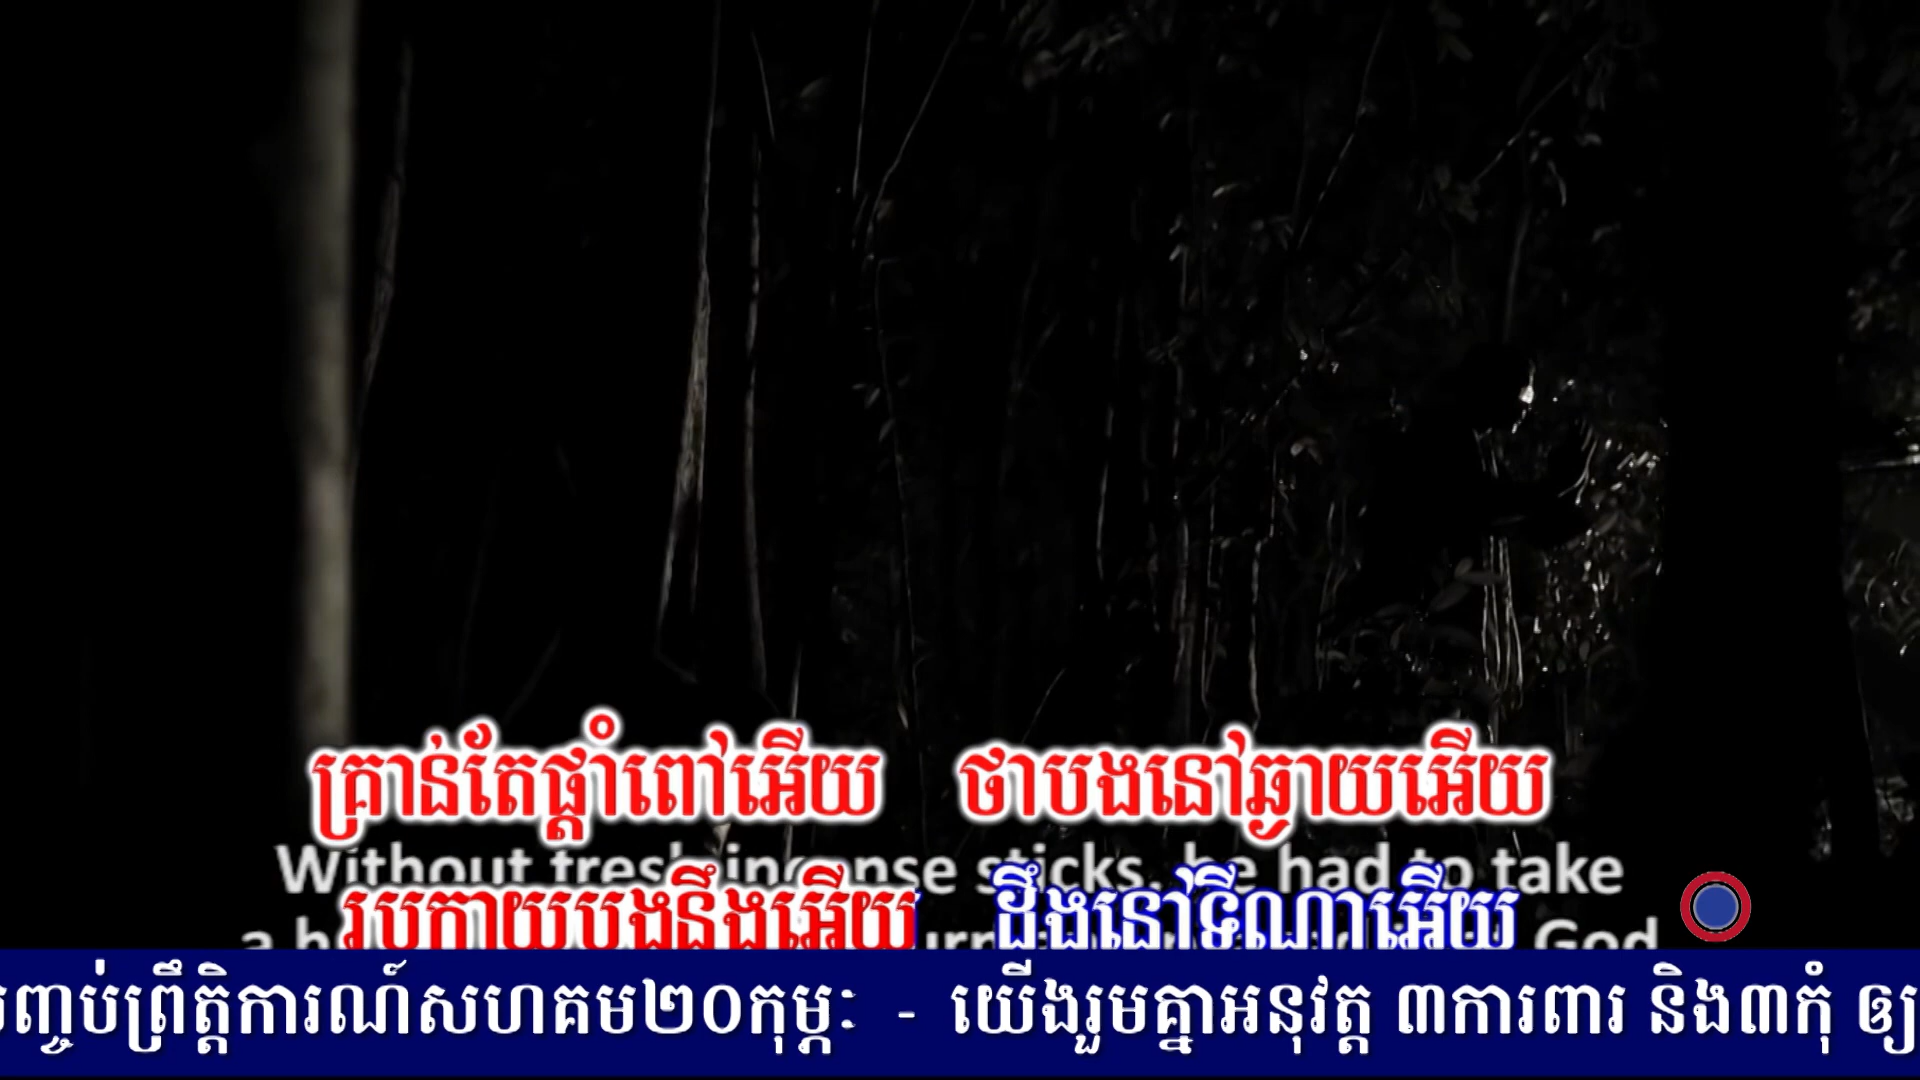 គ្រាន់តែផ្ដាំពៅអើយ ថាបងនៅឆ្ងាយអើយ
Without fresh incense sticks, he had to take
រូបកាយបងនឹងអើយ ដឹងនៅទីណាអើយ
God
បញ្ចប់ព្រឹត្តិការណ៍សហគមន៍២០កុម្ភៈ - យើងរួមគ្នាអនុវត្ត ៣ការពារ និង៣កុំ ឲ្យ